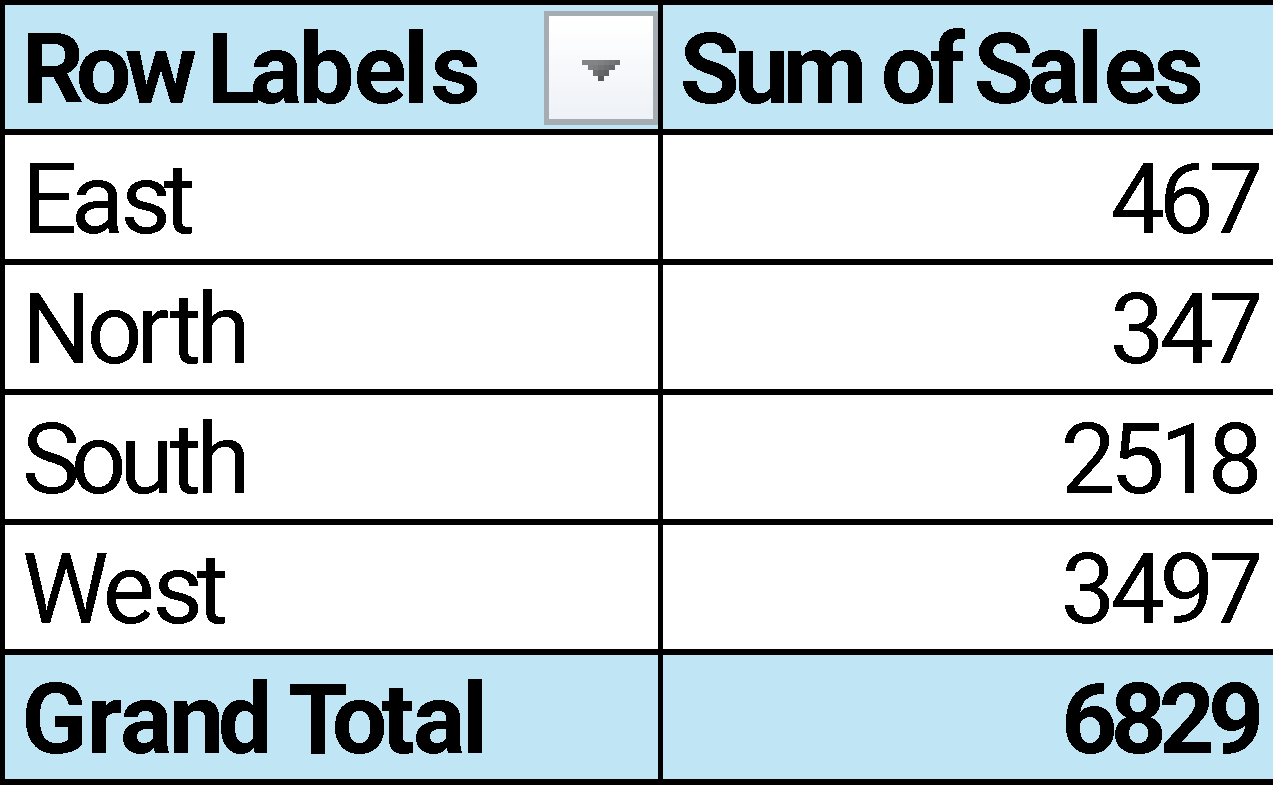 Row Labels Sum of Sales
East 467
North 347
South 2518
West 3497
Grand Total 6829